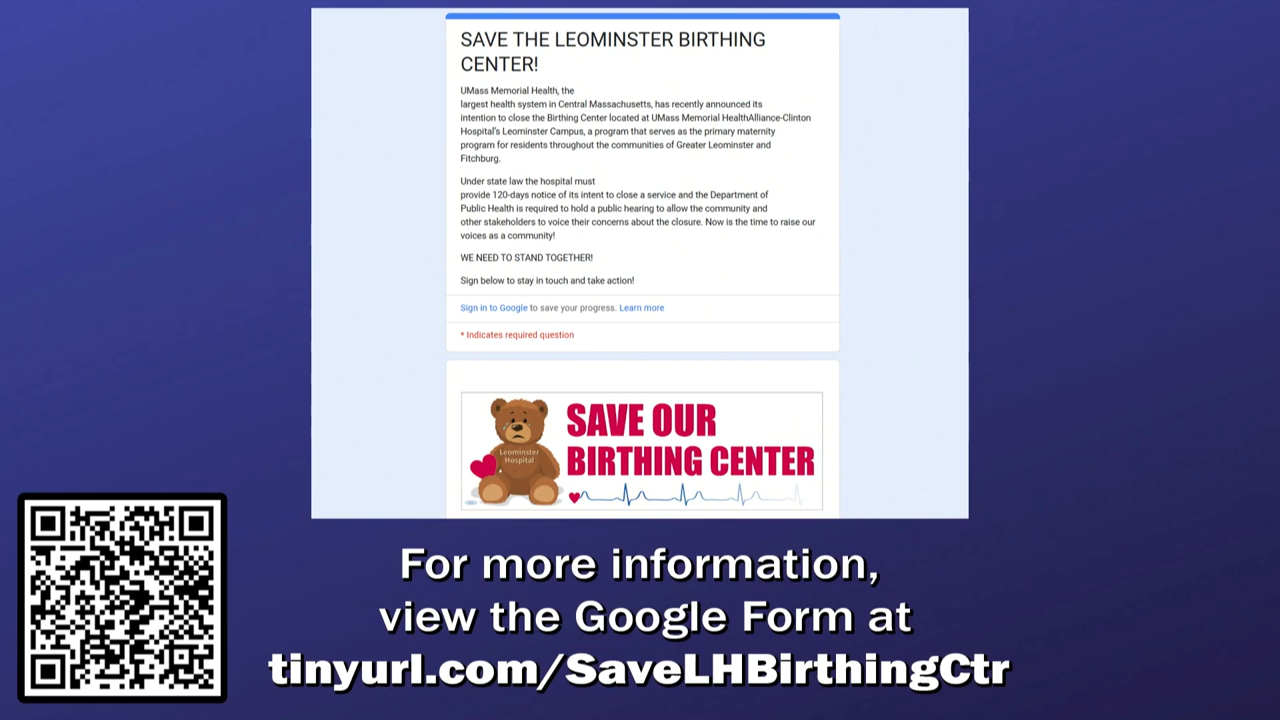 SAVE THE LEOMINSTER BIRTHING
CENTER!
UMass Memorial Health, the
largest health system in Central Massachusetts, has recently announced its
intention to close the Birthing Center located at UMass Memorial HealthAlliance-Clinton
Hospital's Leominster Campus, a program that serves as the primary maternity
program for residents throughout the communities of Greater Leominster and
Fitchburg.
Under state law the hospital must
provide 120-days notice of its intent to close a service and the Department of
Public Health is required to hold a public hearing to allow the community and
other stakeholders to voice their concerns about the closure. Now is the time to raise our
voices as a community!
WE NEED TO STAND TOGETHER!
Sign below to stay in touch and take action!
Sign in to Google to save your progress. Learn more
* Indicates required question
Leominster
Hospital
SAVE OUR
BIRTHING CENTER
For more information,
view the Google Form at
tinyurl.com/SaveLHBirthingCtr